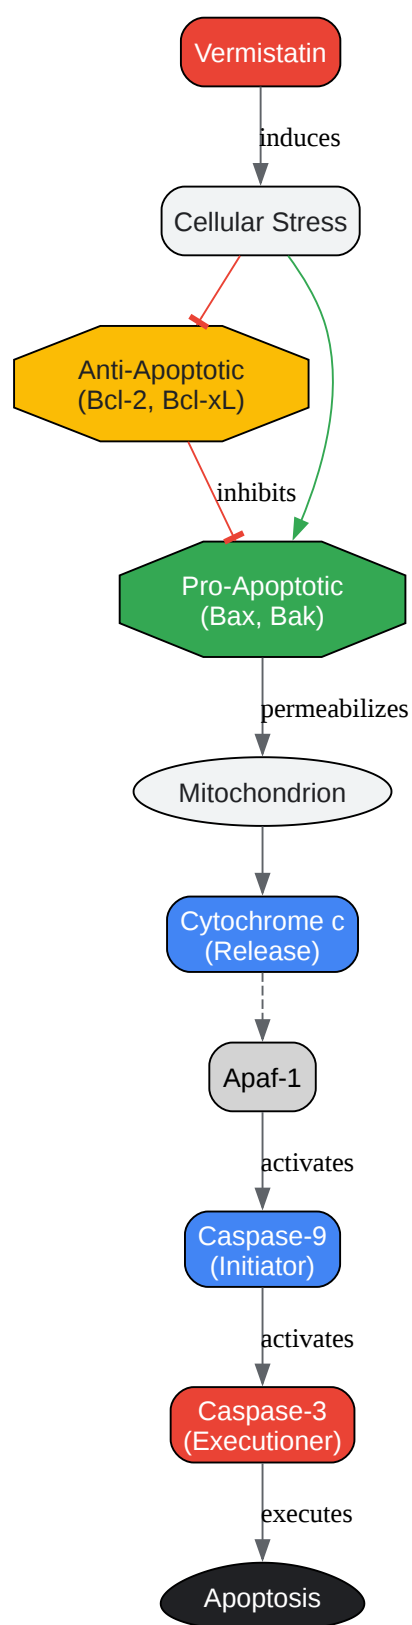 Vermistatin
induces
Cellular Stress
Anti-Apoptotic
(Bcl-2, Bcl-xL)
inhibits
Pro-Apoptotic
(Bax, Bak)
permeabilizes
Mitochondrion
Cytochrome c
(Release)
Apaf-1
activates
Caspase-9
(Initiator)
activates
Caspase-3
(Executioner)
executes
Apoptosis